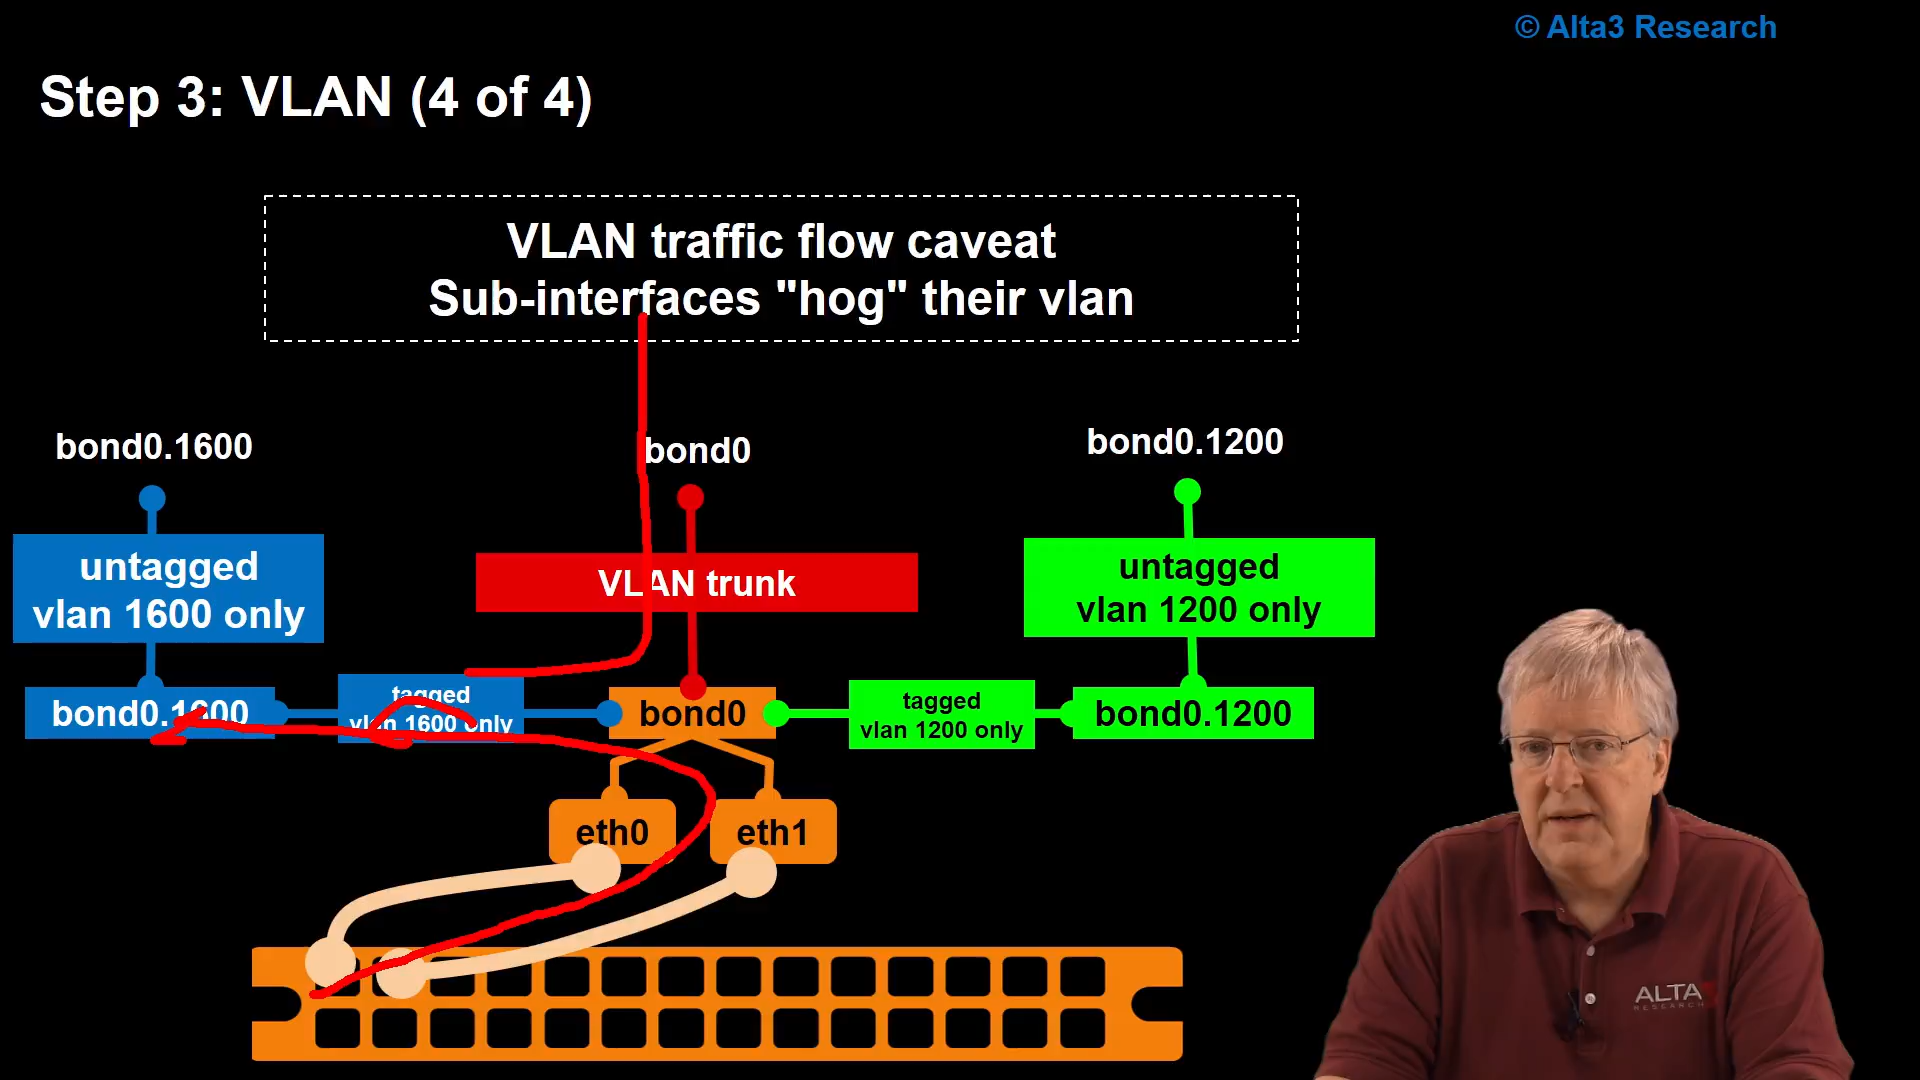 © Alta3 Research
Step 3: VLAN (4 of 4)
VLAN traffic flow caveat
Sub-interfaces "hog" their vlan
bond0.1600
bond0
bond0.1200
untagged
vlan 1600 only
VLAN trunk
untagged
vlan 1200 only
bond0.1600
tagged
vlan 1600 only
bond0
tagged
vlan 1200 only
bond0.1200
eth0
eth1
ALTA3
RESEARCH